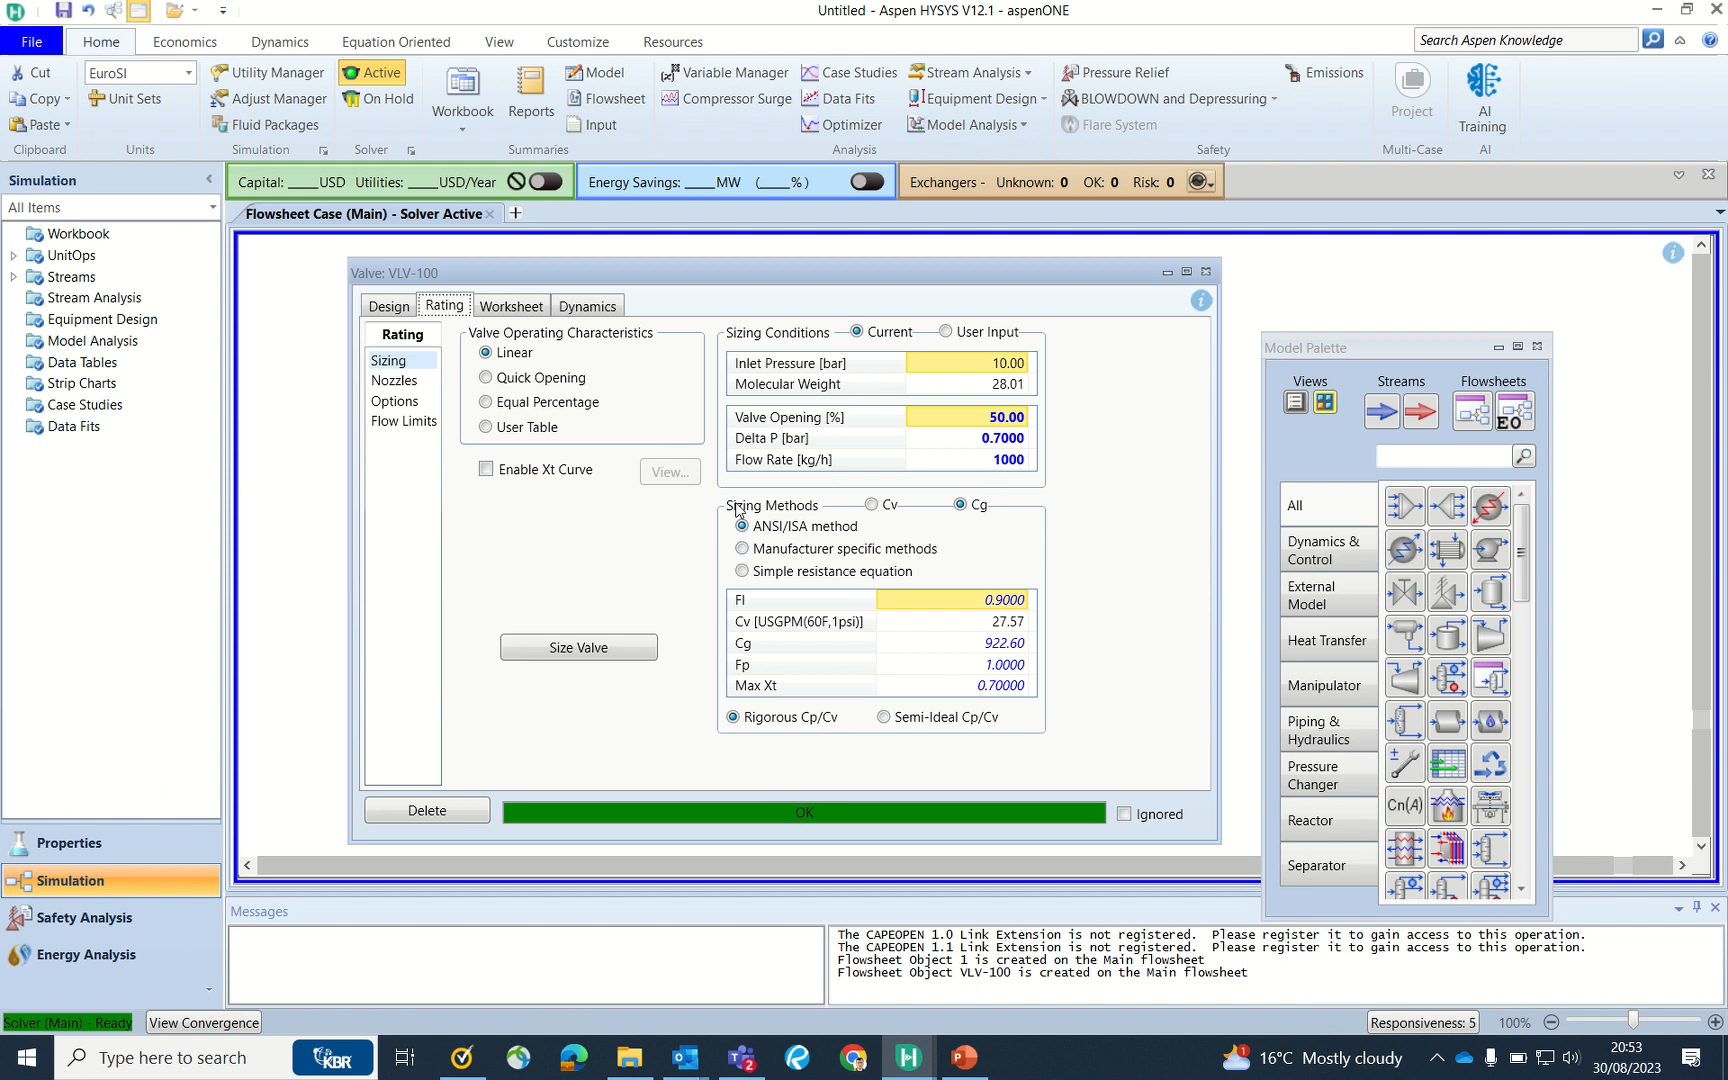 Untitled - Aspen HYSYS V12.1 - aspenONE
File
Home
Economics
Dynamics
Equation Oriented
View
Customize
Resources
Search Aspen Knowledge
Cut
Copy
Paste
Clipboard
EuroSI
Unit Sets
Units
Utility Manager
Adjust Manager
Fluid Packages
Simulation
Active
On Hold
Solver
Workbook
Reports
Model
Flowsheet
Input
Summaries
Variable Manager
Compressor Surge
Case Studies
Data Fits
Optimizer
Stream Analysis
Equipment Design
Model Analysis
Analysis
Pressure Relief
BLOWDOWN and Depressuring
Flare System
Emissions
Safety
Project
Multi-Case
AI
Training
AI
Capital: ____USD Utilities: ____USD/Year
Energy Savings: ____MW (____%)
Exchangers - Unknown: 0 OK: 0 Risk: 0
Simulation
All Items
Workbook
UnitOps
Streams
Stream Analysis
Equipment Design
Model Analysis
Data Tables
Strip Charts
Case Studies
Data Fits
Properties
Simulation
Safety Analysis
Energy Analysis
Flowsheet Case (Main) - Solver Active
Valve: VLV-100
Design
Rating
Worksheet
Dynamics
Rating
Sizing
Nozzles
Options
Flow Limits
Valve Operating Characteristics
Linear
Quick Opening
Equal Percentage
User Table
Enable Xt Curve
View...
Size Valve
Sizing Conditions
Current
User Input
Inlet Pressure [bar] 10.00
Molecular Weight 28.01
Valve Opening [%] 50.00
Delta P [bar] 0.7000
Flow Rate [kg/h] 1000
Sizing Methods
Cv
Cg
ANSI/ISA method
Manufacturer specific methods
Simple resistance equation
Fl 0.9000
Cv [USGPM(60F,1psi)] 27.57
Cg 922.60
Fp 1.0000
Max Xt 0.70000
Rigorous Cp/Cv
Semi-Ideal Cp/Cv
Delete
OK
Ignored
Model Palette
Views
Streams
Flowsheets
EO
All
Dynamics &
Control
External
Model
Heat Transfer
Manipulator
Piping &
Hydraulics
Pressure
Changer
Reactor
Separator
Cn(A)
Messages
The CAPEOPEN 1.0 Link Extension is not registered. Please register it to gain access to this operation.
The CAPEOPEN 1.1 Link Extension is not registered. Please register it to gain access to this operation.
Flowsheet Object 1 is created on the Main flowsheet
Flowsheet Object VLV-100 is created on the Main flowsheet
Solver (Main) - Ready
View Convergence
Responsiveness: 5
100%
Type here to search
KBR
16°C Mostly cloudy
20:53
30/08/2023